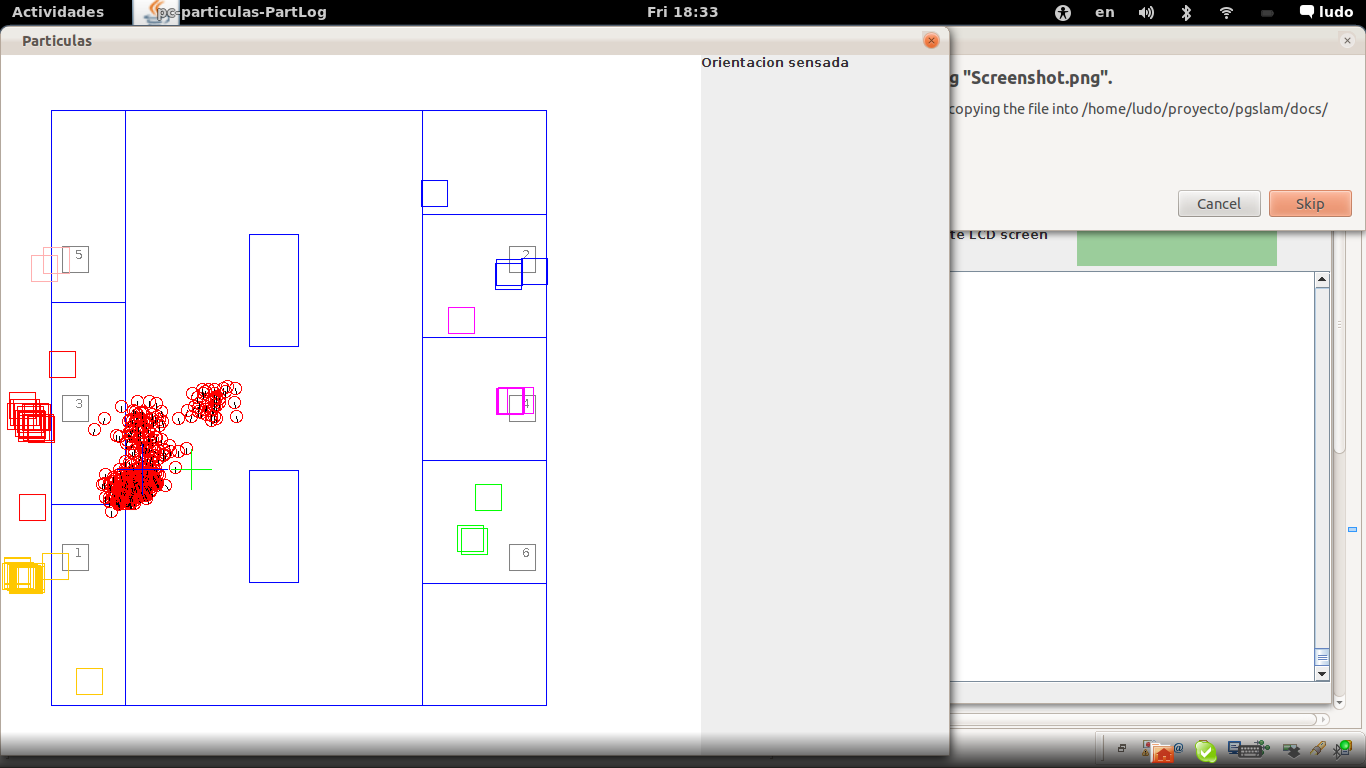 Actividades
pc-particulas-PartLog
Fri 18:33
en
ludo
Particulas
Orientacion sensada
g "Screenshot.png".
copying the file into /home/ludo/proyecto/pgslam/docs/
Cancel
Skip
te LCD screen
5
2
3
4
1
6